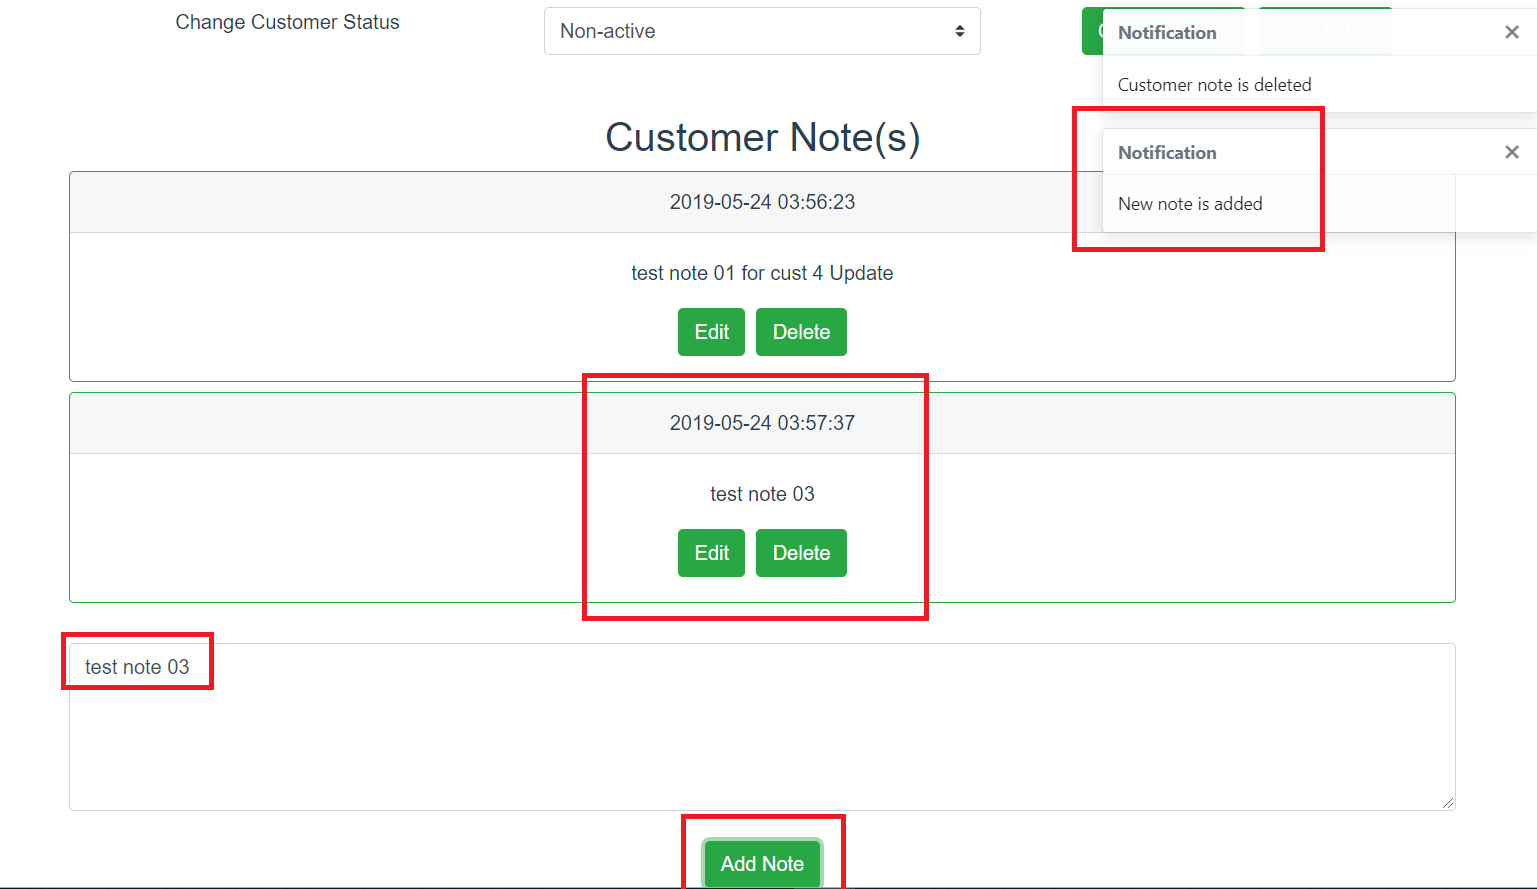 Change Customer Status
Non-active
Notification
Customer note is deleted
Customer Note(s)
Notification
New note is added
2019-05-24 03:56:23
test note 01 for cust 4 Update
Edit Delete
2019-05-24 03:57:37
test note 03
Edit Delete
test note 03
Add Note